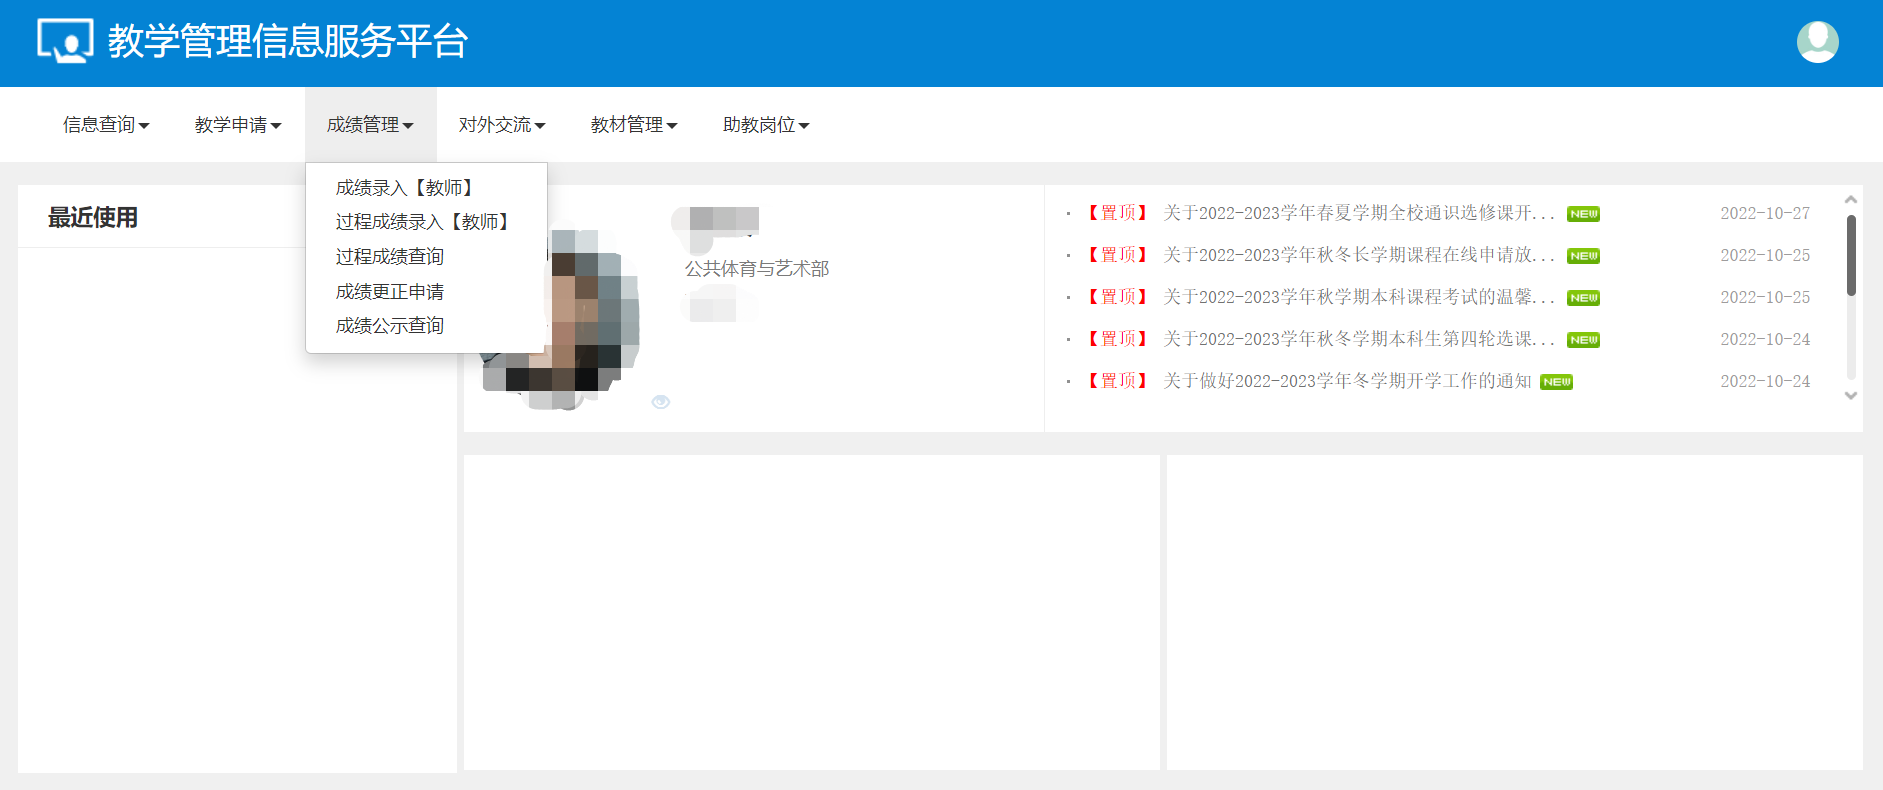 教学管理信息服务平台
信息查询 教学申请 成绩管理 对外交流 教材管理 助教岗位
成绩录入【教师】
过程成绩录入【教师】
过程成绩查询
成绩更正申请
成绩公示查询
最近使用
公共体育与艺术部
【置顶】 关于2022-2023学年春夏学期全校通识选修课开... NEW 2022-10-27
【置顶】 关于2022-2023学年秋冬长学期课程在线申请放... NEW 2022-10-25
【置顶】 关于2022-2023学年秋学期本科课程考试的温馨... NEW 2022-10-25
【置顶】 关于2022-2023学年秋冬学期本科生第四轮选课... NEW 2022-10-24
【置顶】 关于做好2022-2023学年冬学期开学工作的通知 NEW 2022-10-24